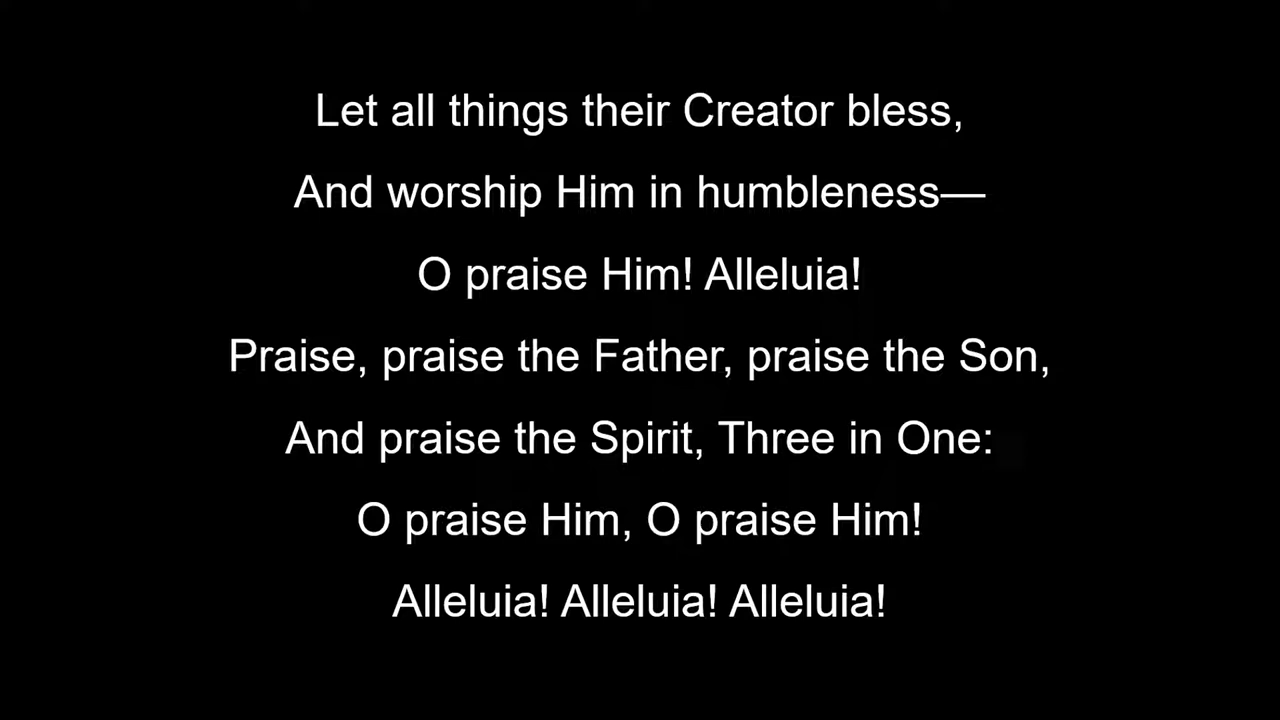 Let all things their Creator bless,
And worship Him in humbleness—
O praise Him! Alleluia!
Praise, praise the Father, praise the Son,
And praise the Spirit, Three in One:
O praise Him, O praise Him!
Alleluia! Alleluia! Alleluia!